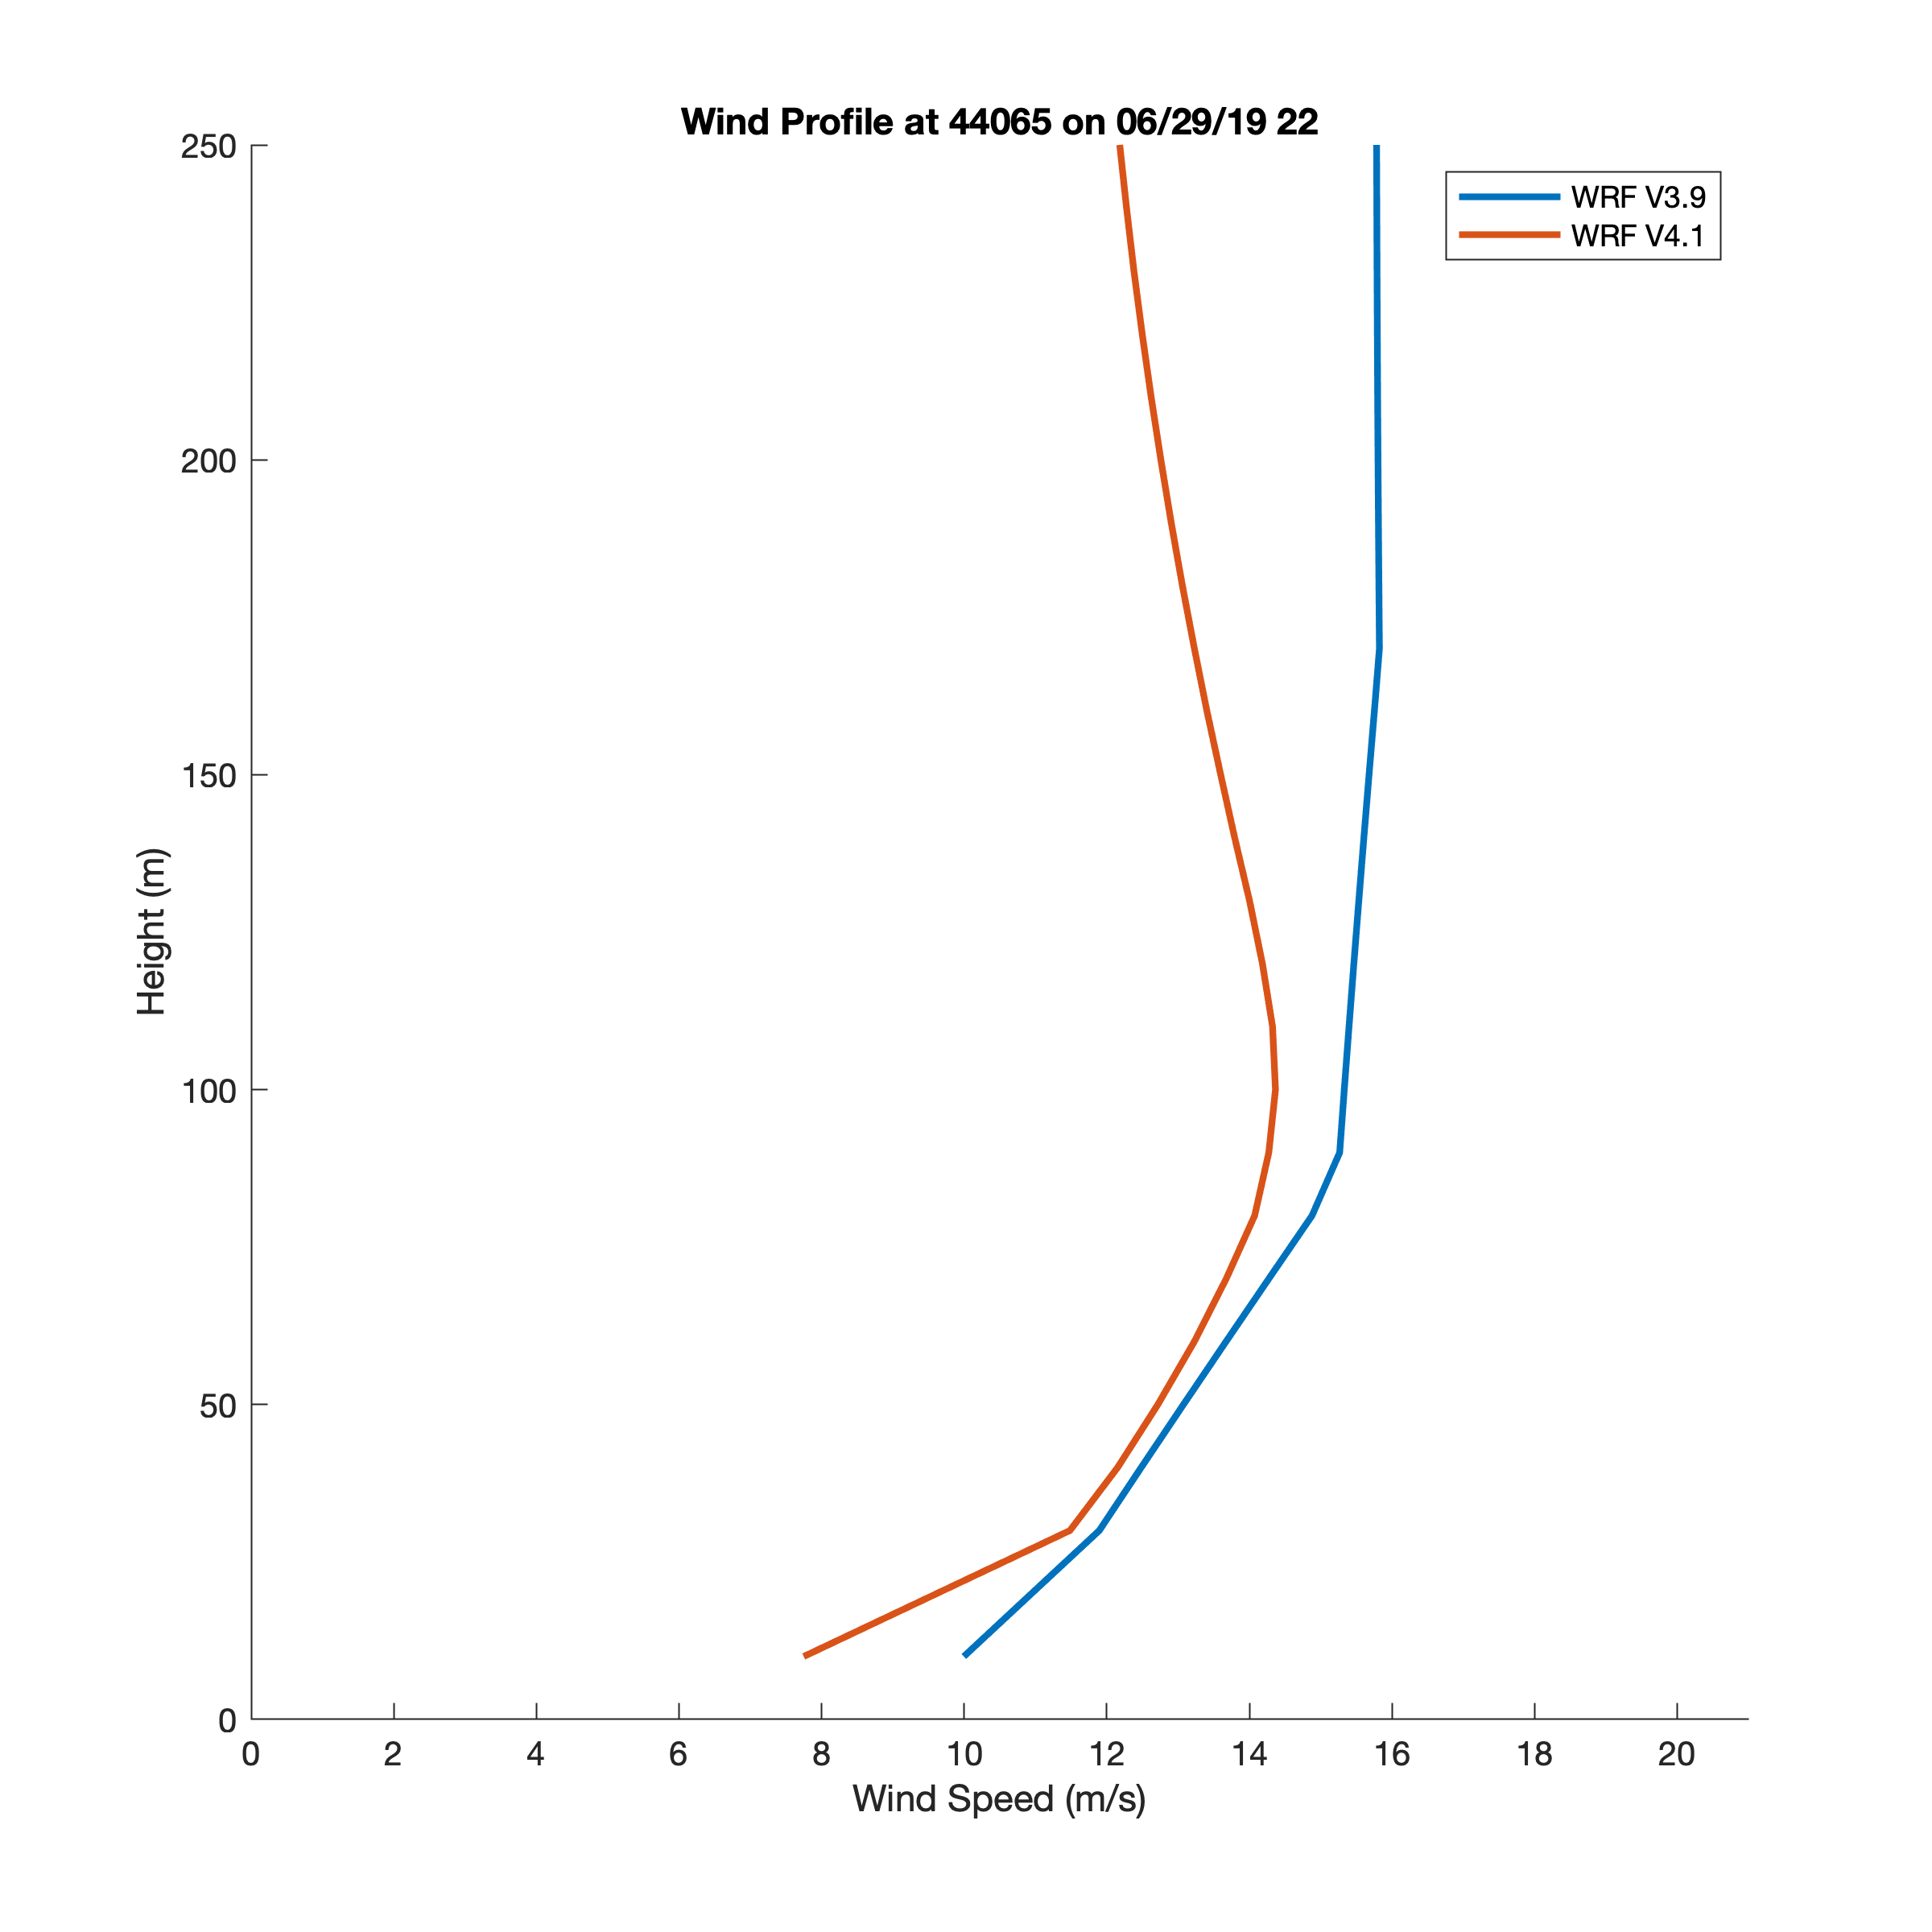 Wind Profile at 44065 on 06/29/19 22
WRF V3.9
WRF V4.1
250
200
150
100
50
0
Height (m)
0 2 4 6 8 10 12 14 16 18 20
Wind Speed (m/s)